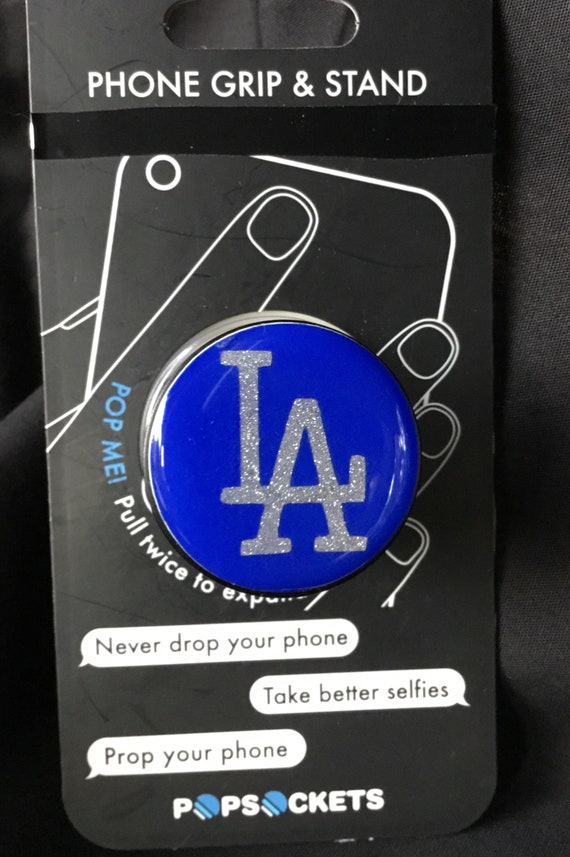 PHONE GRIP & STAND
LA
POP ME!
Pull twice to
Never drop your phone
Take better selfies
Prop your phone
POPSOCKETS